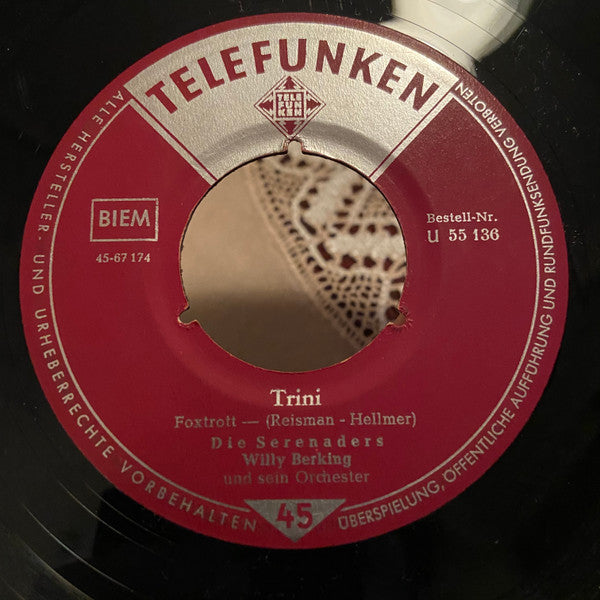 TELEFUNKEN
TELE
FUN
KEN
BIEM
45-67 174
Bestell-Nr.
U 55 136
Trini
Foxtrott — (Reisman - Hellmer)
Die Serenaders
Willy Berking
und sein Orchester
45
ALLE HERSTELLER- UND URHEBERRECHTE VORBEHALTEN
ÜBERSPIELUNG, ÖFFENTLICHE AUFFÜHRUNG UND RUNDFUNKSENDUNG VERBOTEN